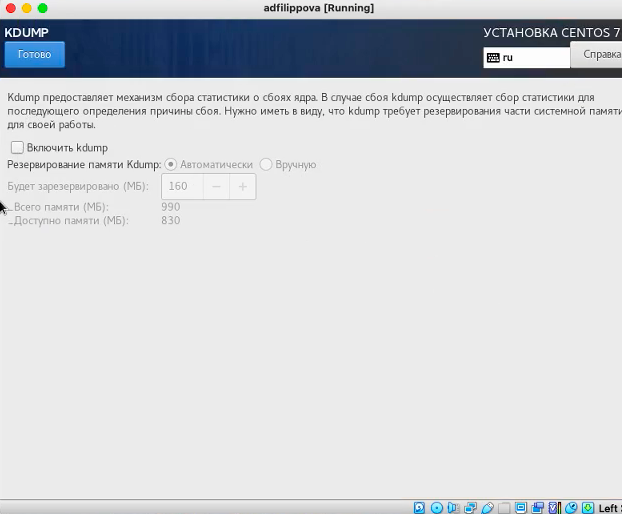 adfilippova [Running]
KDUMP
УСТАНОВКА CENTOS 7
Готово
ru
Справка
Kdump предоставляет механизм сбора статистики о сбоях ядра. В случае сбоя kdump осуществляет сбор статистики для
последующего определения причины сбоя. Нужно иметь в виду, что kdump требует резервирования части системной памяти
для своей работы.
Включить kdump
Резервирование памяти Kdump: Автоматически Вручную
Будет зарезервировано (МБ): 160 − +
Всего памяти (МБ): 990
Доступно памяти (МБ): 830
Left